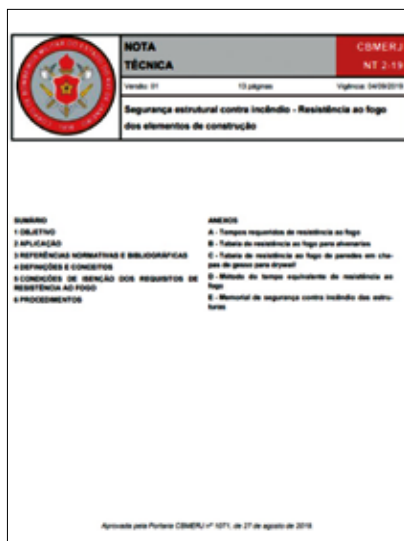 NOTA
TÉCNICA
CBMERJ
NT 2-19
Versão: 01
13 páginas
Vigência: 04/09/2019
Segurança estrutural contra incêndio - Resistência ao fogo
dos elementos de construção
SUMÁRIO
1 OBJETIVO
2 APLICAÇÃO
3 REFERÊNCIAS NORMATIVAS E BIBLIOGRÁFICAS
4 DEFINIÇÕES E CONCEITOS
5 CONDIÇÕES DE ISENÇÃO DOS REQUISITOS DE
RESISTÊNCIA AO FOGO
6 PROCEDIMENTOS
ANEXOS
A - Tempos requeridos de resistência ao fogo
B - Tabela de resistência ao fogo para alvenarias
C - Tabela de resistência ao fogo de paredes em cha-
pas de gesso para drywall
D - Método do tempo equivalente de resistência ao
fogo
E - Memorial de segurança contra incêndio das estru-
turas
Aprovada pela Portaria CBMERJ nº 1071, de 27 de agosto de 2019.